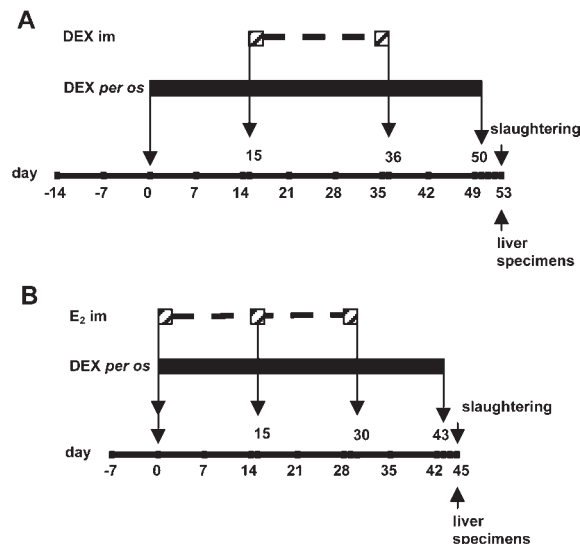 A
DEX im
DEX per os
slaughtering
15 36 50
day
-14 -7 0 7 14 21 28 35 42 49 53
liver
specimens
B
E₂ im
DEX per os
slaughtering
15 30 43
day
-7 0 7 14 21 28 35 42 45
liver
specimens